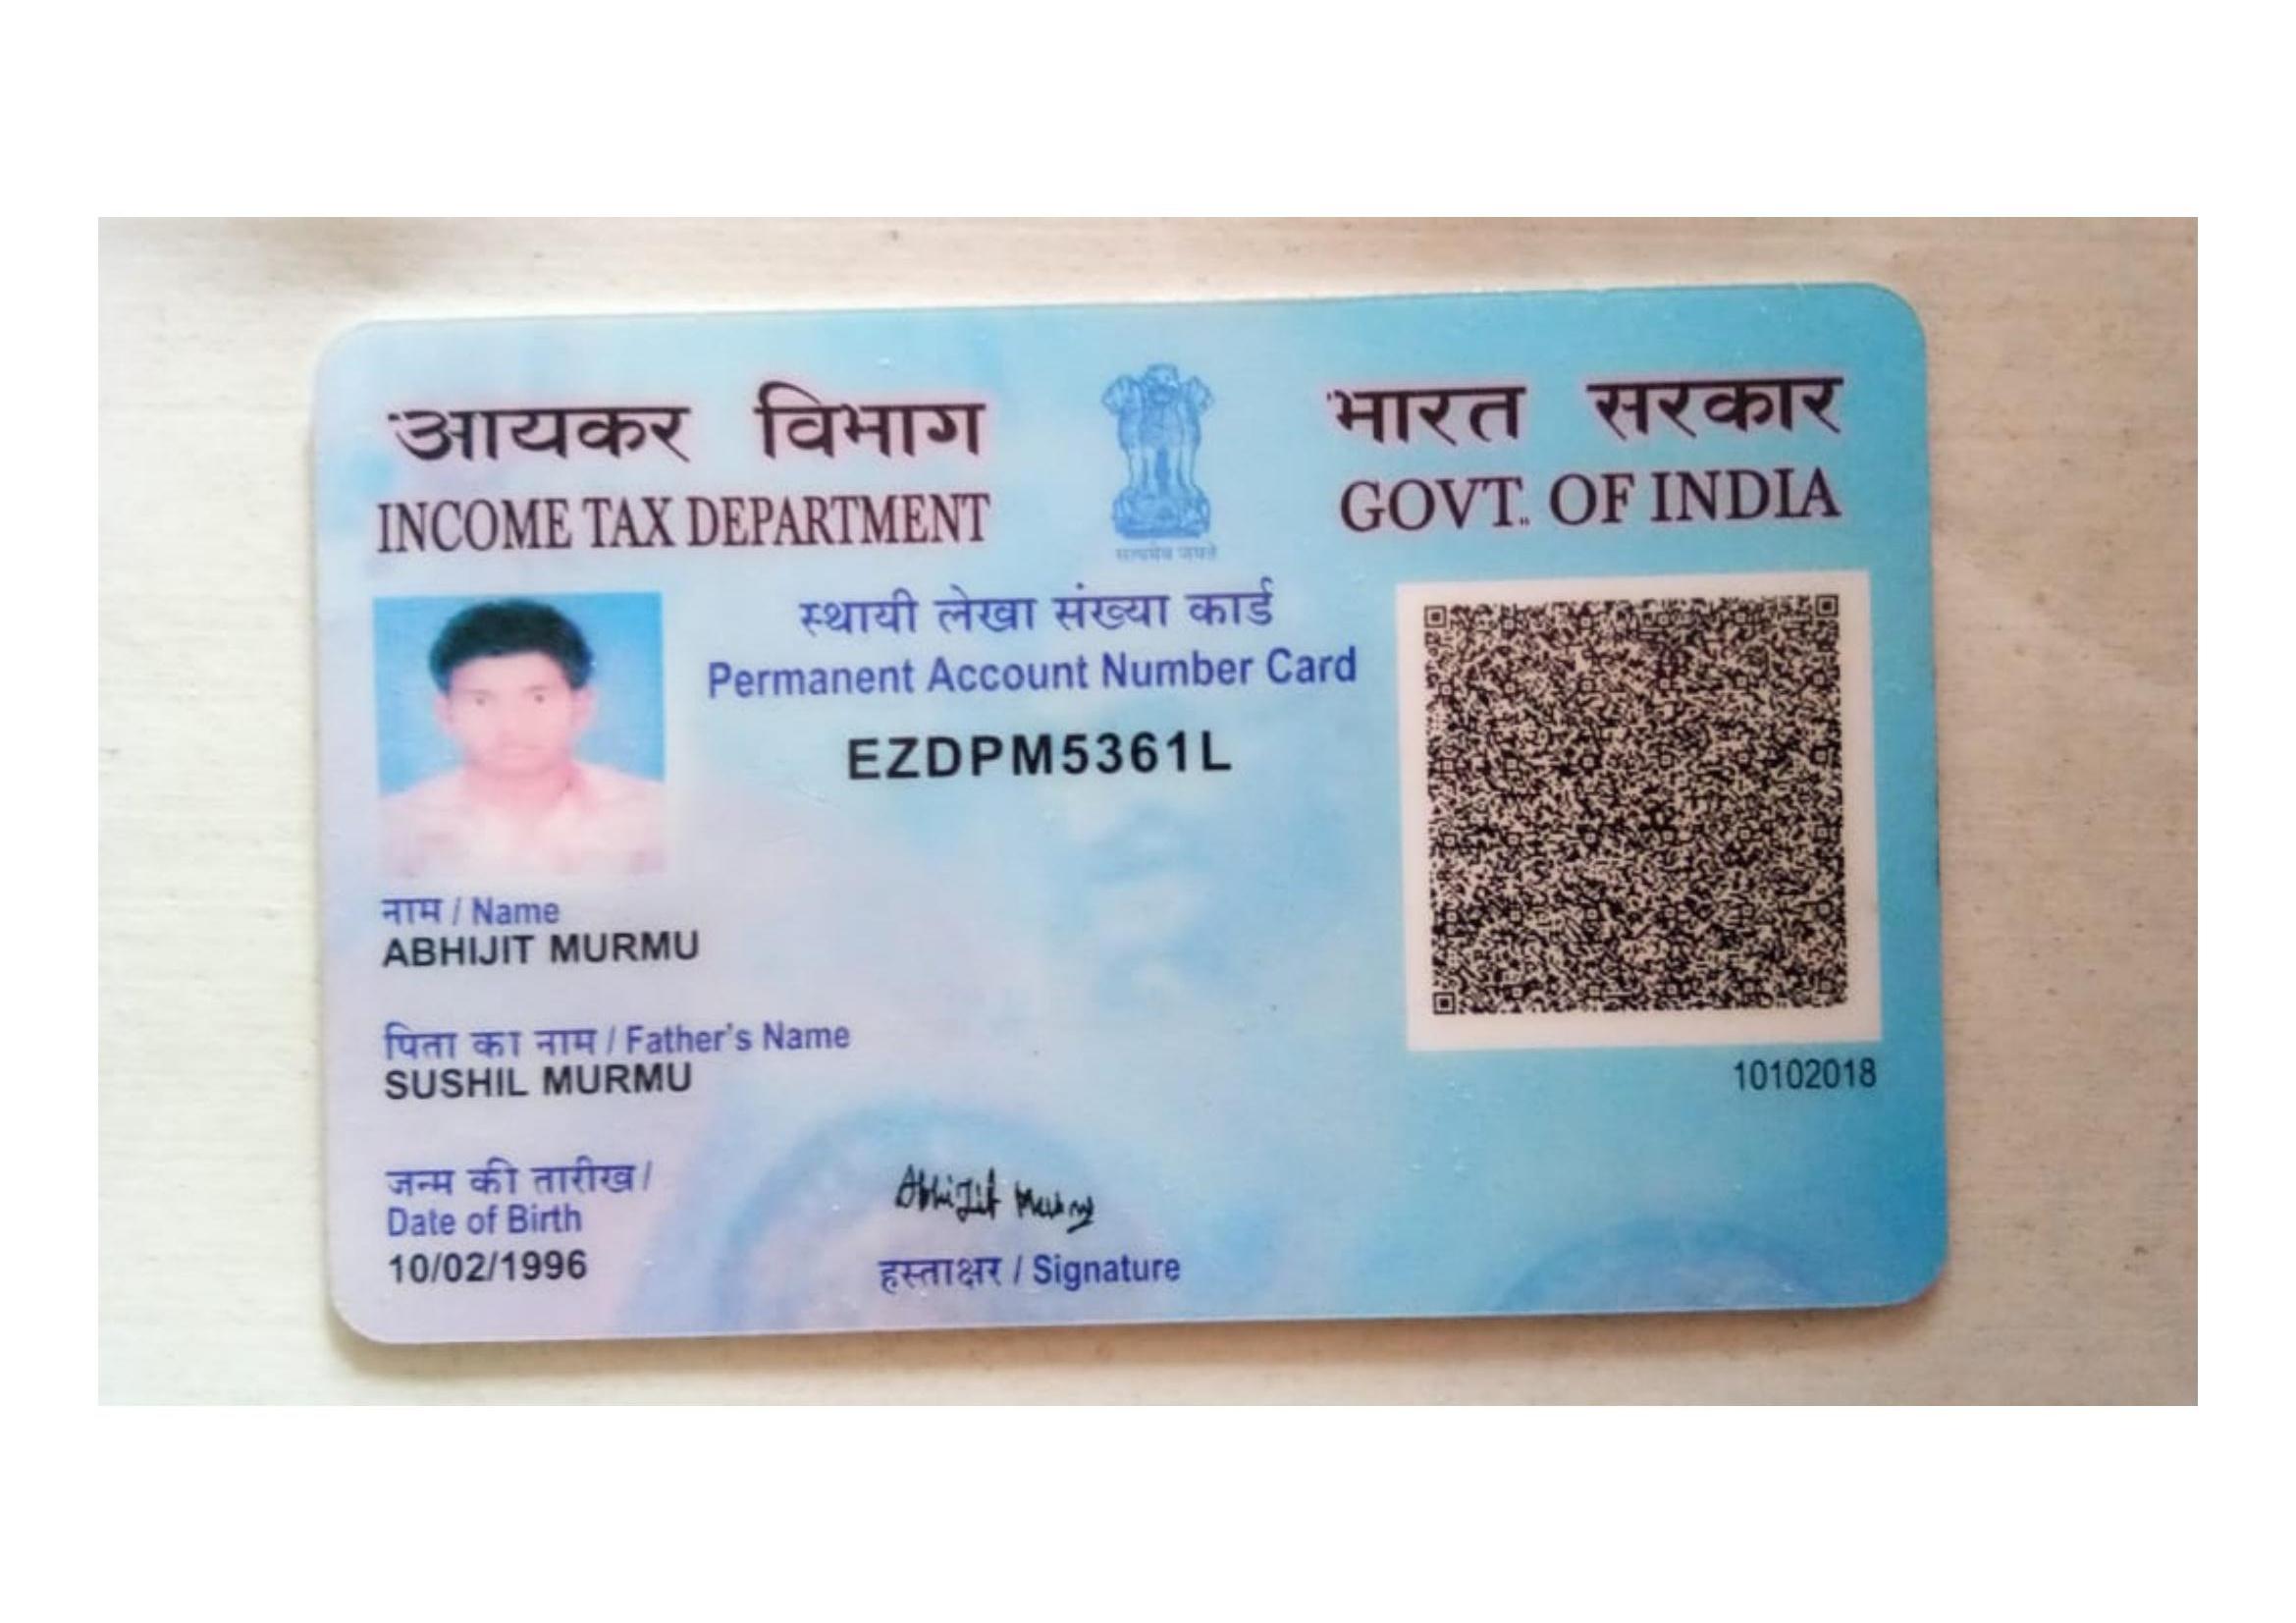 आयकर विभाग
INCOME TAX DEPARTMENT
सत्यमेव जयते
भारत सरकार
GOVT. OF INDIA
स्थायी लेखा संख्या कार्ड
Permanent Account Number Card
EZDPM5361L
नाम / Name
ABHIJIT MURMU
पिता का नाम / Father's Name
SUSHIL MURMU
जन्म की तारीख /
Date of Birth
10/02/1996
Abhijit Murmu
हस्ताक्षर / Signature
10102018